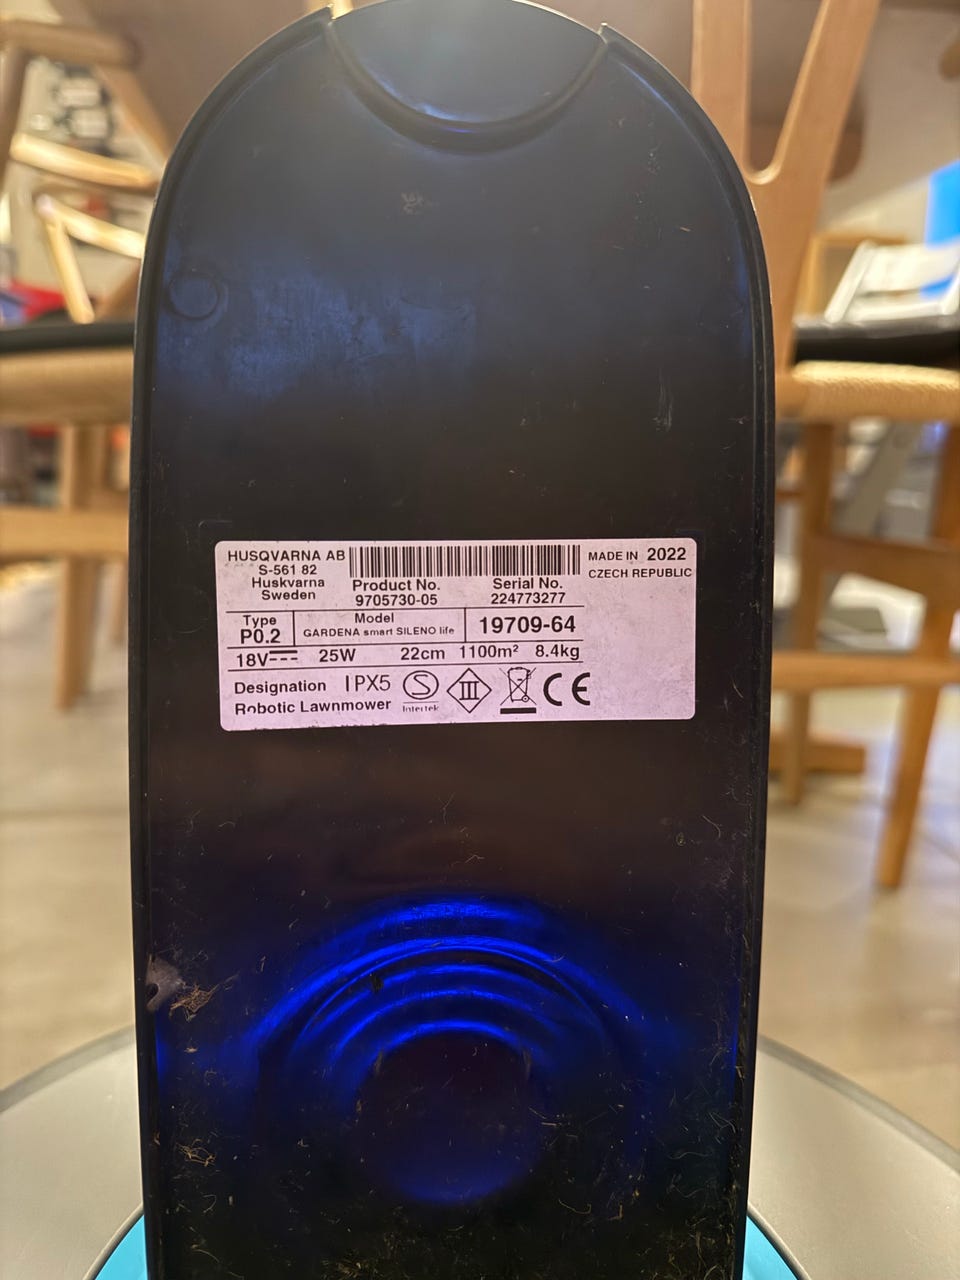 HUSQVARNA AB
S-561 82
Huskvarna
Sweden
Product No.
9705730-05
Serial No.
224773277
MADE IN 2022
CZECH REPUBLIC
Type
P0.2
Model
GARDENA smart SILENO life
19709-64
18V 25W 22cm 1100m² 8.4kg
Designation IPX5
Robotic Lawnmower
S
Intertek
III
CE